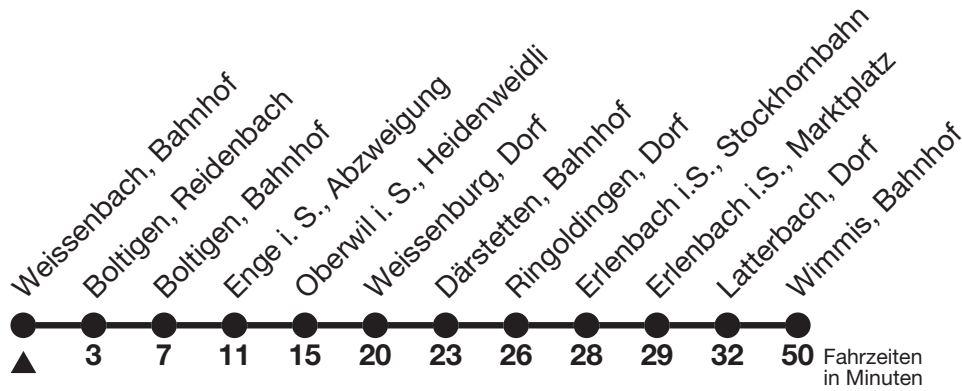 Weissenbach, Bahnhof
Boltigen, Reidenbach
Boltigen, Bahnhof
Enge i. S., Abzweigung
Oberwil i. S., Heidenweidli
Weissenburg, Dorf
Därstetten, Bahnhof
Ringoldingen, Dorf
Erlenbach i.S., Stockhornbahn
Erlenbach i.S., Marktplatz
Latterbach, Dorf
Wimmis, Bahnhof
3 7 11 15 20 23 26 28 29 32 50 Fahrzeiten
in Minuten